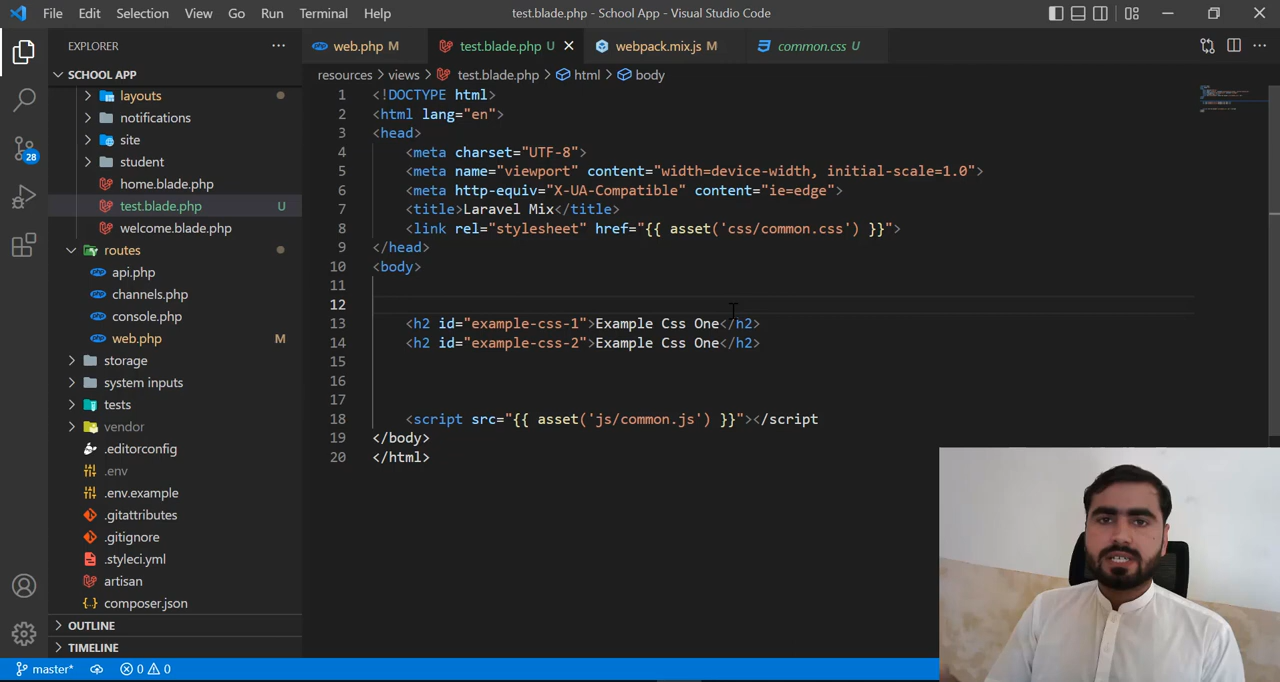 File Edit Selection View Go Run Terminal Help
test.blade.php - School App - Visual Studio Code
EXPLORER
SCHOOL APP
layouts
notifications
site
student
home.blade.php
test.blade.php U
welcome.blade.php
routes
api.php
channels.php
console.php
web.php M
storage
system inputs
tests
vendor
.editorconfig
.env
.env.example
.gitattributes
.gitignore
.styleci.yml
artisan
composer.json
OUTLINE
TIMELINE
28
web.php M
test.blade.php U
webpack.mix.js M
common.css U
resources > views > test.blade.php > html > body
1 <!DOCTYPE html>
2 <html lang="en">
3 <head>
4 <meta charset="UTF-8">
5 <meta name="viewport" content="width=device-width, initial-scale=1.0">
6 <meta http-equiv="X-UA-Compatible" content="ie=edge">
7 <title>Laravel Mix</title>
8 <link rel="stylesheet" href="{{ asset('css/common.css') }}">
9 </head>
10 <body>
11
12
13 <h2 id="example-css-1">Example Css One</h2>
14 <h2 id="example-css-2">Example Css One</h2>
15
16
17
18 <script src="{{ asset('js/common.js') }}"></script
19 </body>
20 </html>
master* 0 0